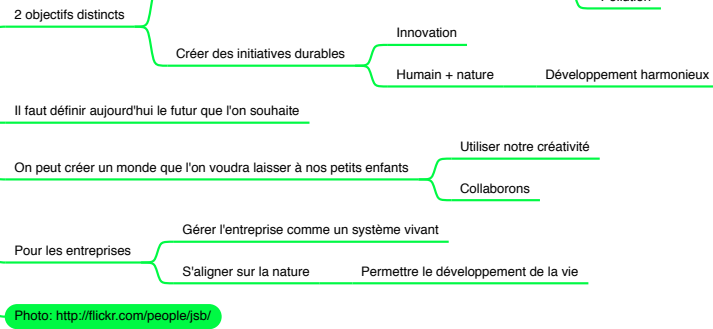 2 objectifs distincts
Créer des initiatives durables
Innovation
Humain + nature
Développement harmonieux
Il faut définir aujourd'hui le futur que l'on souhaite
On peut créer un monde que l'on voudra laisser à nos petits enfants
Utiliser notre créativité
Collaborons
Pour les entreprises
Gérer l'entreprise comme un système vivant
S'aligner sur la nature
Permettre le développement de la vie
Photo: http://flickr.com/people/jsb/